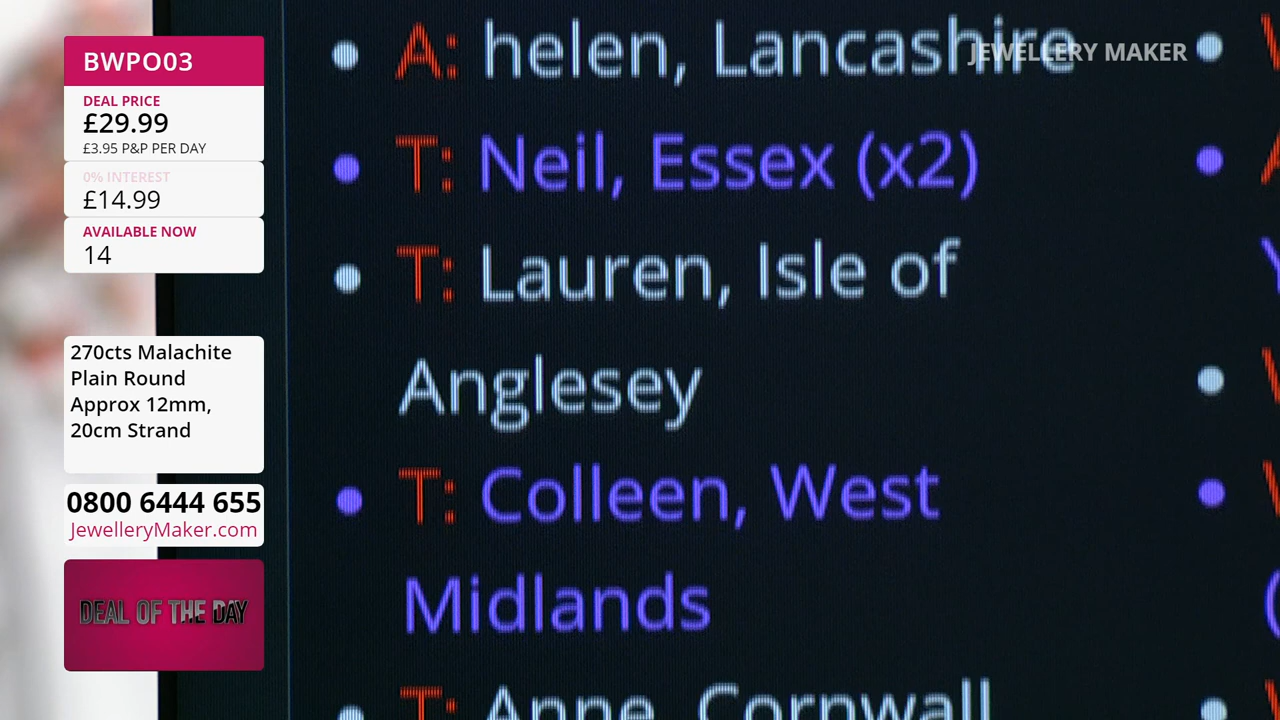 BWPO03
DEAL PRICE
£29.99
£3.95 P&P PER DAY
0% INTEREST
£14.99
AVAILABLE NOW
14
270cts Malachite
Plain Round
Approx 12mm,
20cm Strand
0800 6444 655
JewelleryMaker.com
DEAL OF THE DAY
JEWELLERY MAKER
• A: helen, Lancashire
• T: Neil, Essex (x2)
• T: Lauren, Isle of
Anglesey
• T: Colleen, West
Midlands
• T: Anne, Cornwall